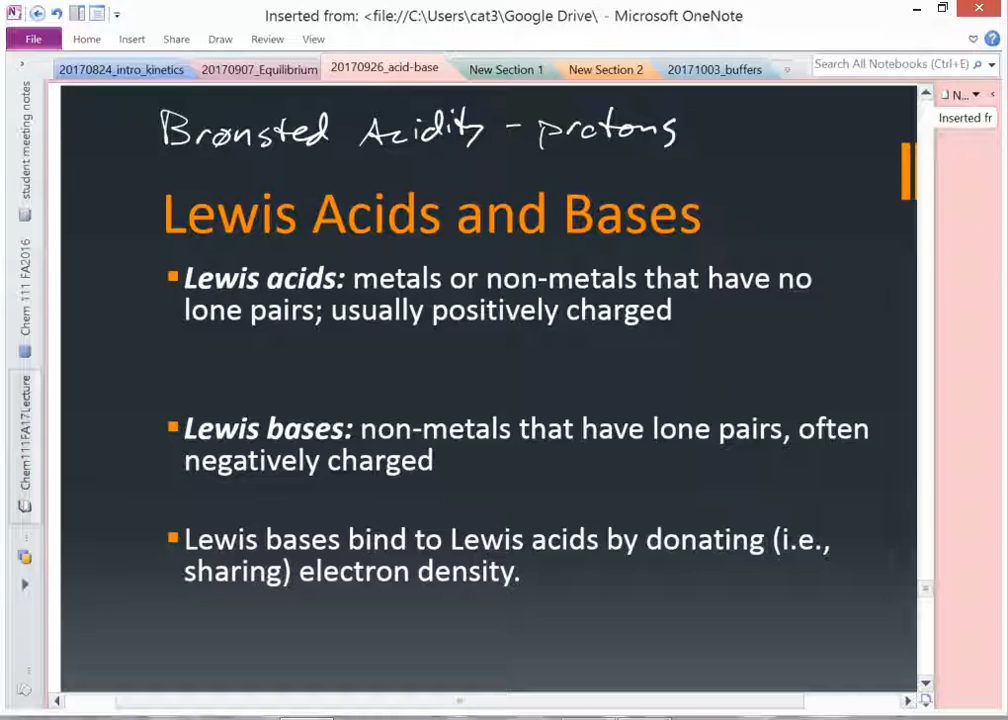 Inserted from: <file://C:\Users\cat3\Google Drive\ - Microsoft OneNote
File Home Insert Share Draw Review View
20170824_intro_kinetics 20170907_Equilibrium 20170926_acid-base New Section 1 New Section 2 20171003_buffers Search All Notebooks (Ctrl+E)
N...
Inserted fr
student meeting notes
Chem 111 FA2016
Chem111FA17Lecture
Brønsted Acidity - protons
Lewis Acids and Bases
Lewis acids: metals or non-metals that have no
lone pairs; usually positively charged
Lewis bases: non-metals that have lone pairs, often
negatively charged
Lewis bases bind to Lewis acids by donating (i.e.,
sharing) electron density.